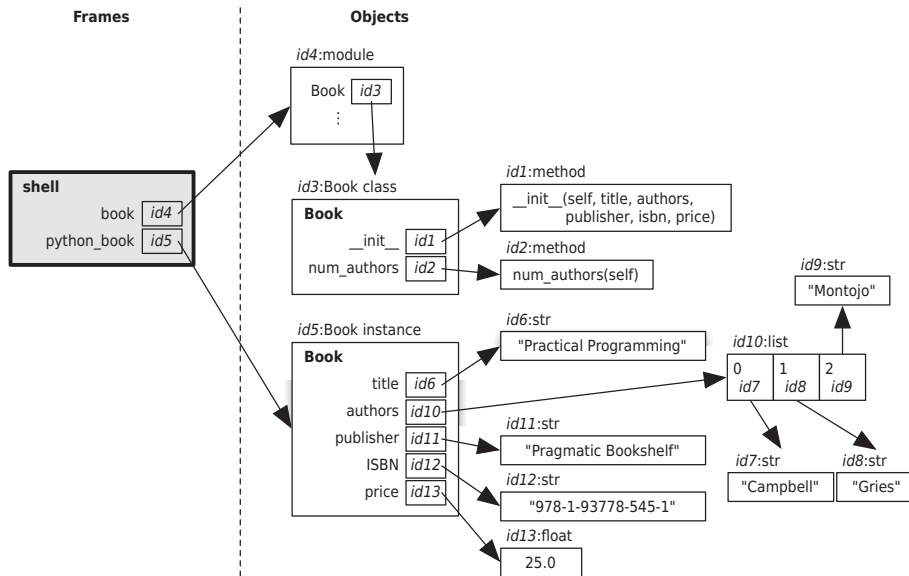 Frames
Objects
id4:module
Book id3
⋮
shell
book id4
python_book id5
id3:Book class
Book
__init__ id1
num_authors id2
id1:method
__init__(self, title, authors,
publisher, isbn, price)
id2:method
num_authors(self)
id5:Book instance
Book
title id6
authors id10
publisher id11
ISBN id12
price id13
id6:str
"Practical Programming"
id9:str
"Montojo"
id10:list
0 1 2
id7 id8 id9
id11:str
"Pragmatic Bookshelf"
id7:str
"Campbell"
id8:str
"Gries"
id12:str
"978-1-93778-545-1"
id13:float
25.0